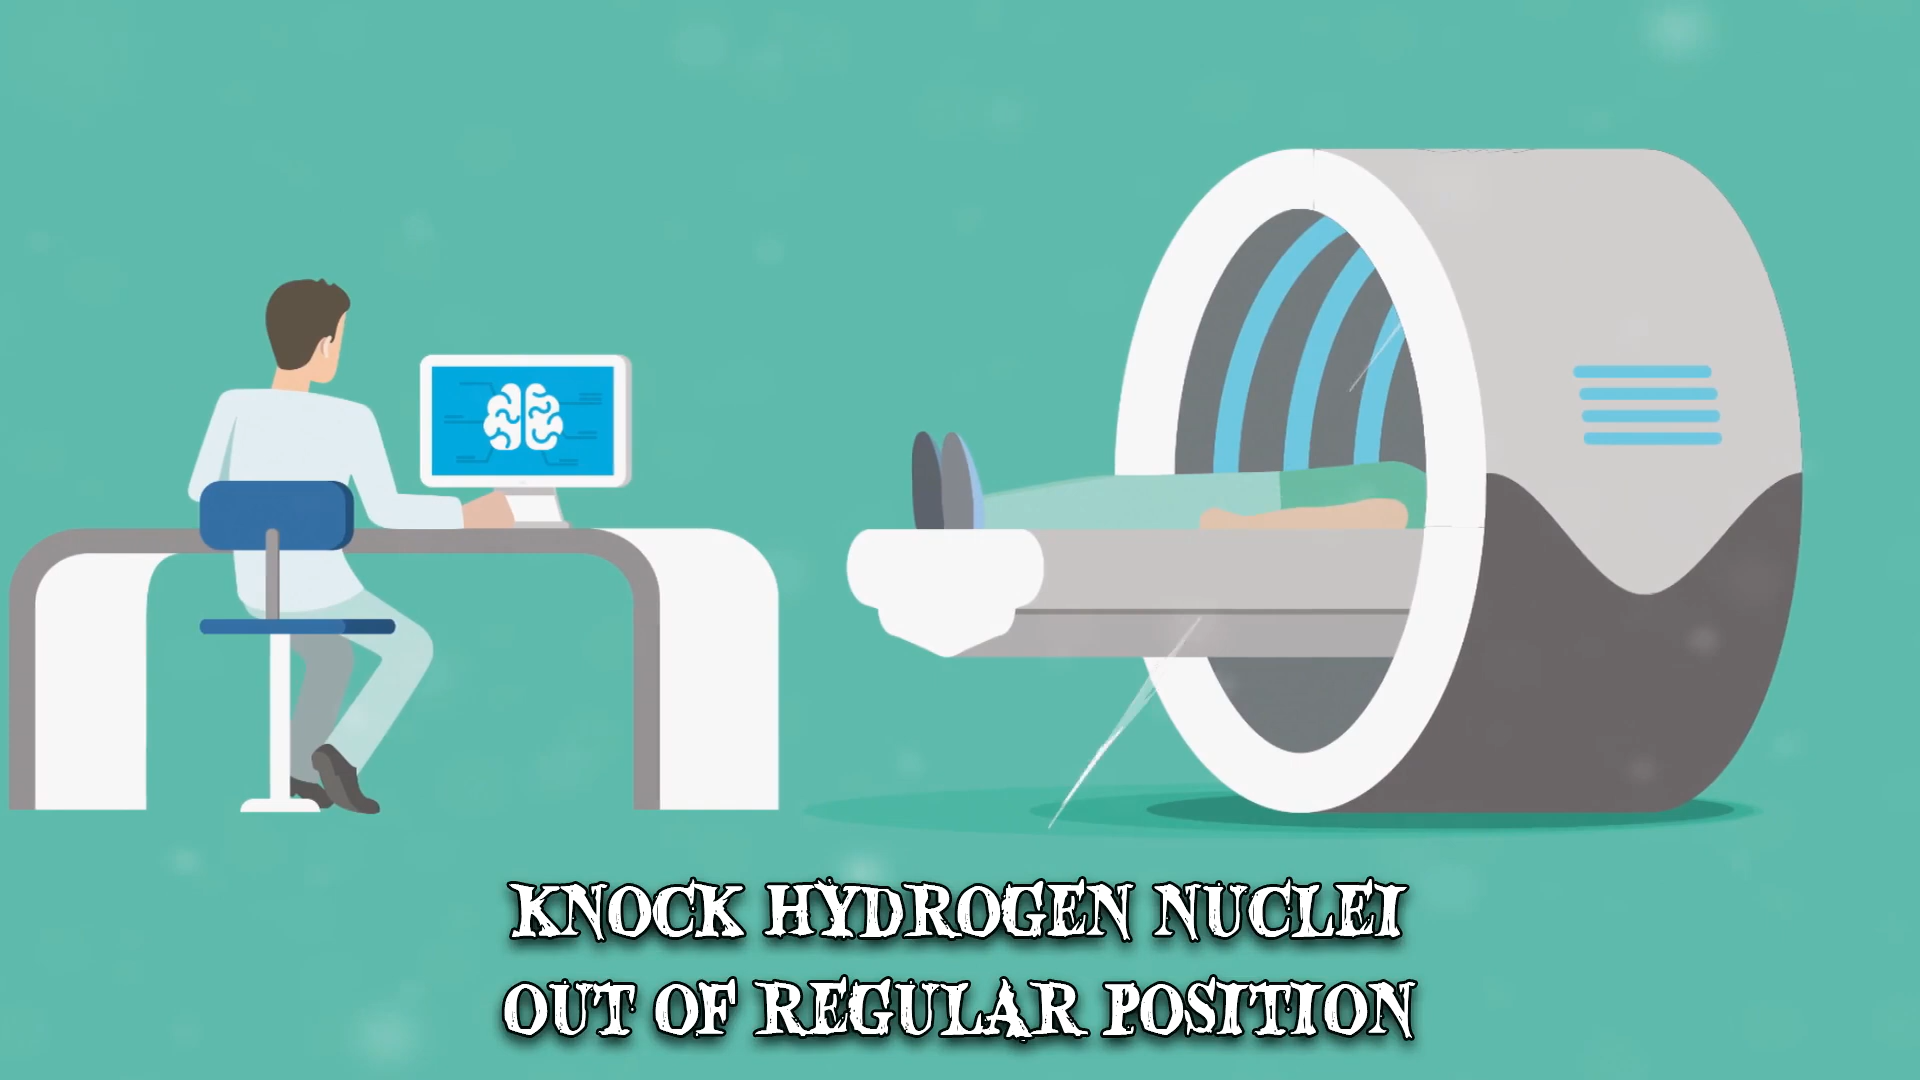 KNOCK HYDROGEN NUCLEI
OUT OF REGULAR POSITION